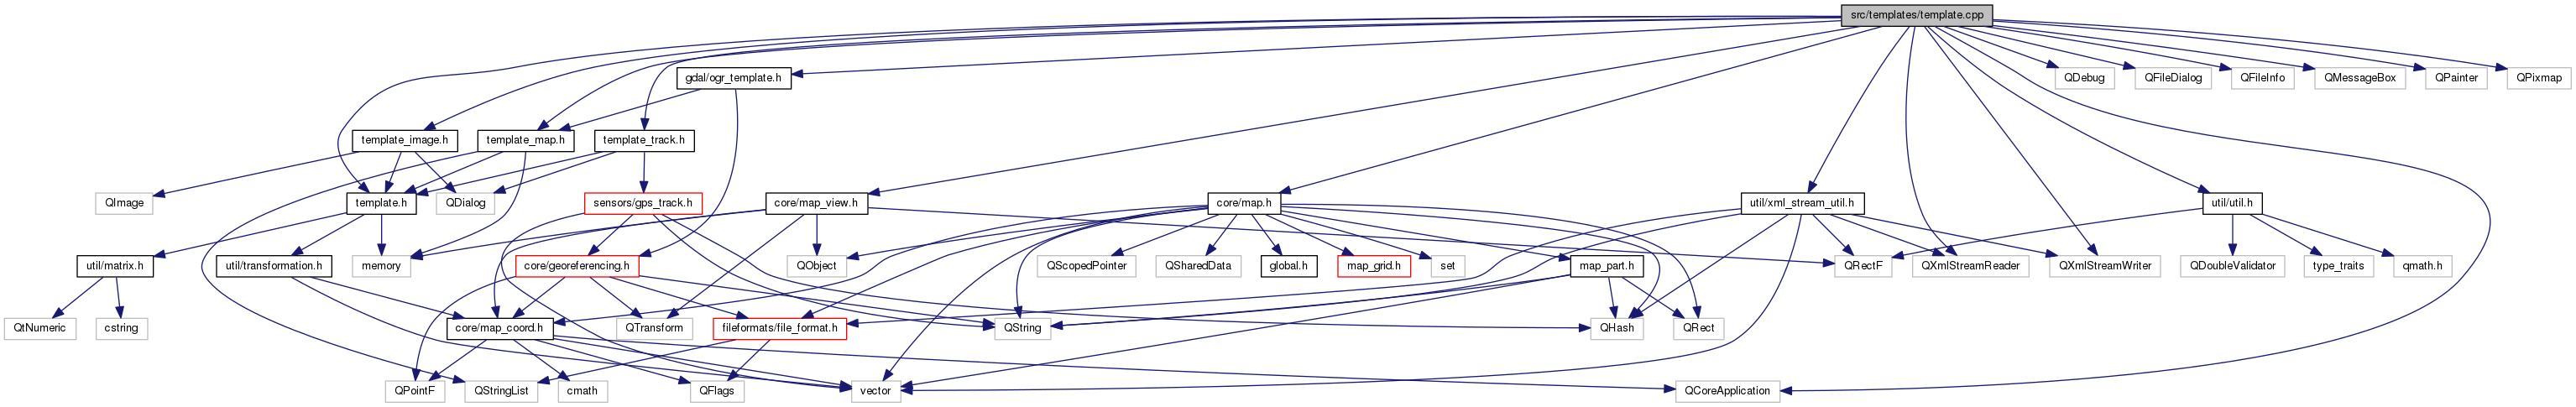 src/templates/template.cpp
gdal/ogr_template.h
QDebug
QFileDialog
QFileInfo
QMessageBox
QPainter
QPixmap
template_image.h
template_map.h
template_track.h
QImage
template.h
QDialog
sensors/gps_track.h
core/map_view.h
core/map.h
util/xml_stream_util.h
util/util.h
util/matrix.h
util/transformation.h
memory
core/georeferencing.h
QObject
QScopedPointer
QSharedData
global.h
map_grid.h
set
map_part.h
QRectF
QXmlStreamReader
QXmlStreamWriter
QDoubleValidator
type_traits
qmath.h
QtNumeric
cstring
core/map_coord.h
QTransform
fileformats/file_format.h
QString
QHash
QRect
QPointF
QStringList
cmath
QFlags
vector
QCoreApplication